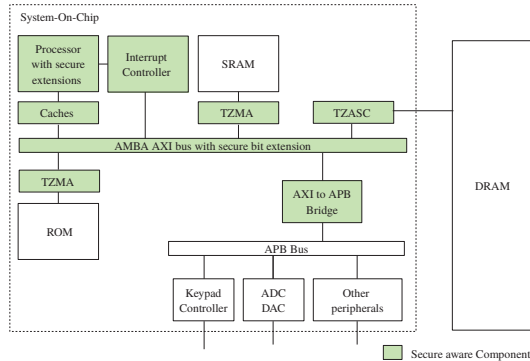 System-On-Chip
Processor
with secure
extensions
Interrupt
Controller
SRAM
Caches
TZMA
TZASC
AMBA AXI bus with secure bit extension
TZMA
ROM
AXI to APB
Bridge
DRAM
APB Bus
Keypad
Controller
ADC
DAC
Other
peripherals
Secure aware Component